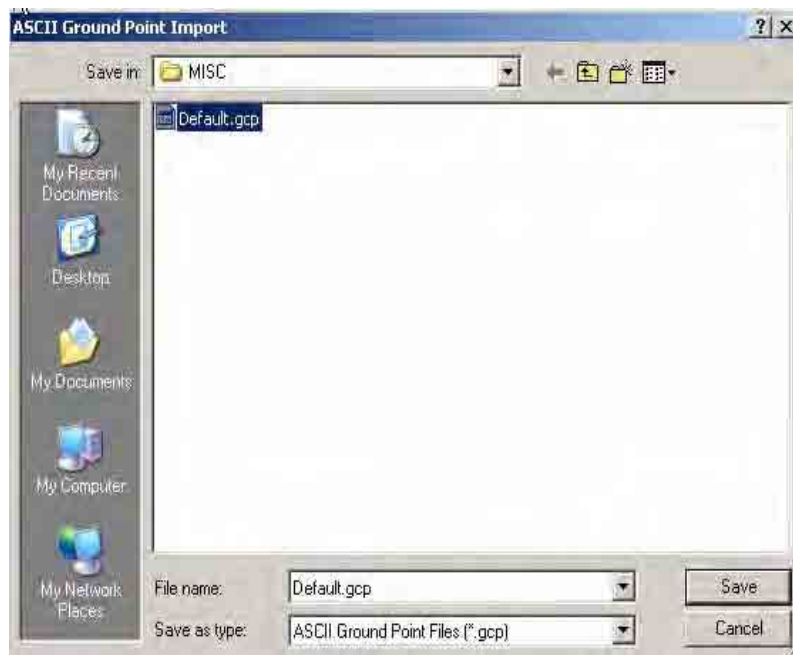 ASCII Ground Point Import
Save in: MISC
Default.gcp
My Recent
Documents
Desktop
My Documents
My Computer
My Network
Places
File name: Default.gcp Save
Save as type: ASCII Ground Point Files (*.gcp) Cancel